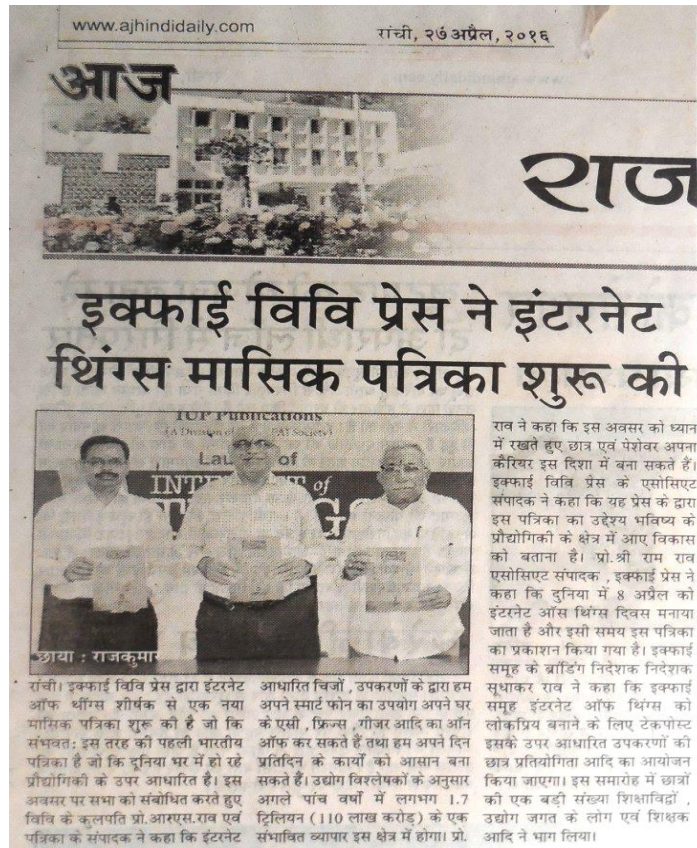 www.ajhindidaily.com
रांची, २७ अप्रैल, २०१६
आज
राज
इक्फाई विवि प्रेस ने इंटरनेट
थिंग्स मासिक पत्रिका शुरू की
IUP Publications
(A Division of
Society)
La of
of
छाया : राजकुमार
रांची। इक्फाई विवि प्रेस द्वारा इंटरनेट
ऑफ थींग्स शीर्षक से एक नया
मासिक पत्रिका शुरू की है जो कि
संभवत: इस तरह की पहली भारतीय
पत्रिका है जो कि दुनिया भर में हो रहे
प्रौद्योगिकी के उपर आधारित है। इस
अवसर पर सभा को संबोधित करते हुए
विवि के कुलपति प्रो.आरएस.राव एवं
पत्रिका के संपादक ने कहा कि इंटरनेट
आधारित चिजों , उपकरणों के द्वारा हम
अपने स्मार्ट फोन का उपयोग अपने घर
के एसी , फ्रिज्स , गीजर आदि का ऑन
ऑफ कर सकते हैं तथा हम अपने दिन
प्रतिदिन के कार्यो को आसान बना
सकते हैं। उद्योग विश्लेषकों के अनुसार
अगले पांच वर्षो में लगभग 1.7
ट्रिलियन (110 लाख करोड़) के एक
संभावित व्यापार इस क्षेत्र में होगा। प्रो.
राव ने कहा कि इस अवसर को ध्यान
में रखते हुए छात्र एवं पेशेवर अपना
कैरियर इस दिशा में बना सकते हैं।
इक्फाई विवि प्रेस के एसोसिएट
संपादक ने कहा कि यह प्रेस के द्वारा
इस पत्रिका का उद्देश्य भविष्य के
प्रौद्योगिकी के क्षेत्र में आए विकास
को बताना है। प्रो.श्री राम राव
एसोसिएट संपादक , इक्फाई प्रेस ने
कहा कि दुनिया में 8 अप्रैल को
इंटरनेट ऑस थिंग्स दिवस मनाया
जाता है और इसी समय इस पत्रिका
का प्रकाशन किया गया है। इक्फाई
समूह के ब्रांडिंग निदेशक निदेशक
सूधाकर राव ने कहा कि इक्फाई
समूह इंटरनेट ऑफ थिंग्स को
लोकप्रिय बनाने के लिए टेकपोस्ट
इसके उपर आधारित उपकरणों की
छात्र प्रतियोगिता आदि का आयोजन
किया जाएगा। इस समारोह में छात्रों
की एक बड़ी संख्या शिक्षाविदों ,
उद्योग जगत के लोग एवं शिक्षक
आदि ने भाग लिया।